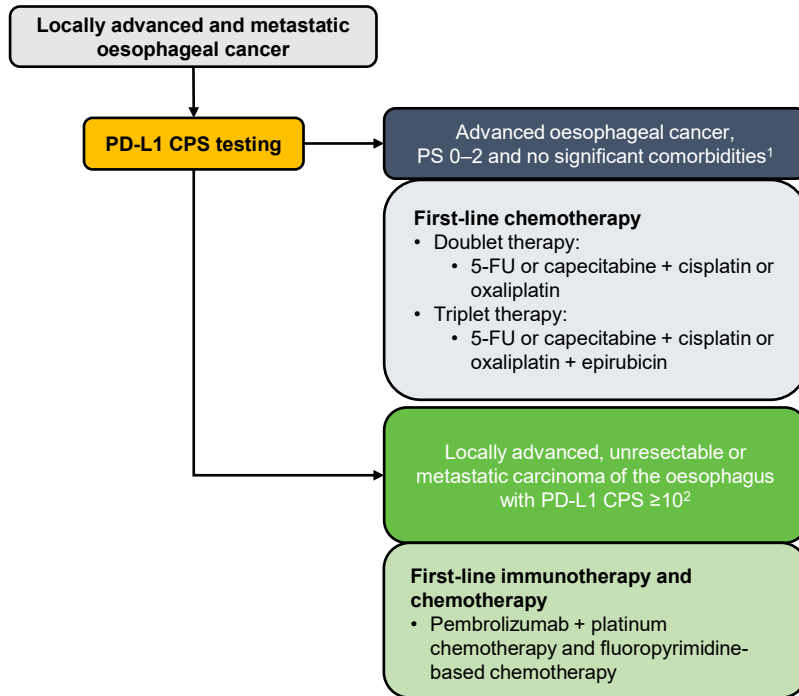 Locally advanced and metastatic
oesophageal cancer
PD-L1 CPS testing
Advanced oesophageal cancer,
PS 0–2 and no significant comorbidities¹
First-line chemotherapy
• Doublet therapy:
• 5-FU or capecitabine + cisplatin or
oxaliplatin
• Triplet therapy:
• 5-FU or capecitabine + cisplatin or
oxaliplatin + epirubicin
Locally advanced, unresectable or
metastatic carcinoma of the oesophagus
with PD-L1 CPS ≥10²
First-line immunotherapy and
chemotherapy
• Pembrolizumab + platinum
chemotherapy and fluoropyrimidine-
based chemotherapy